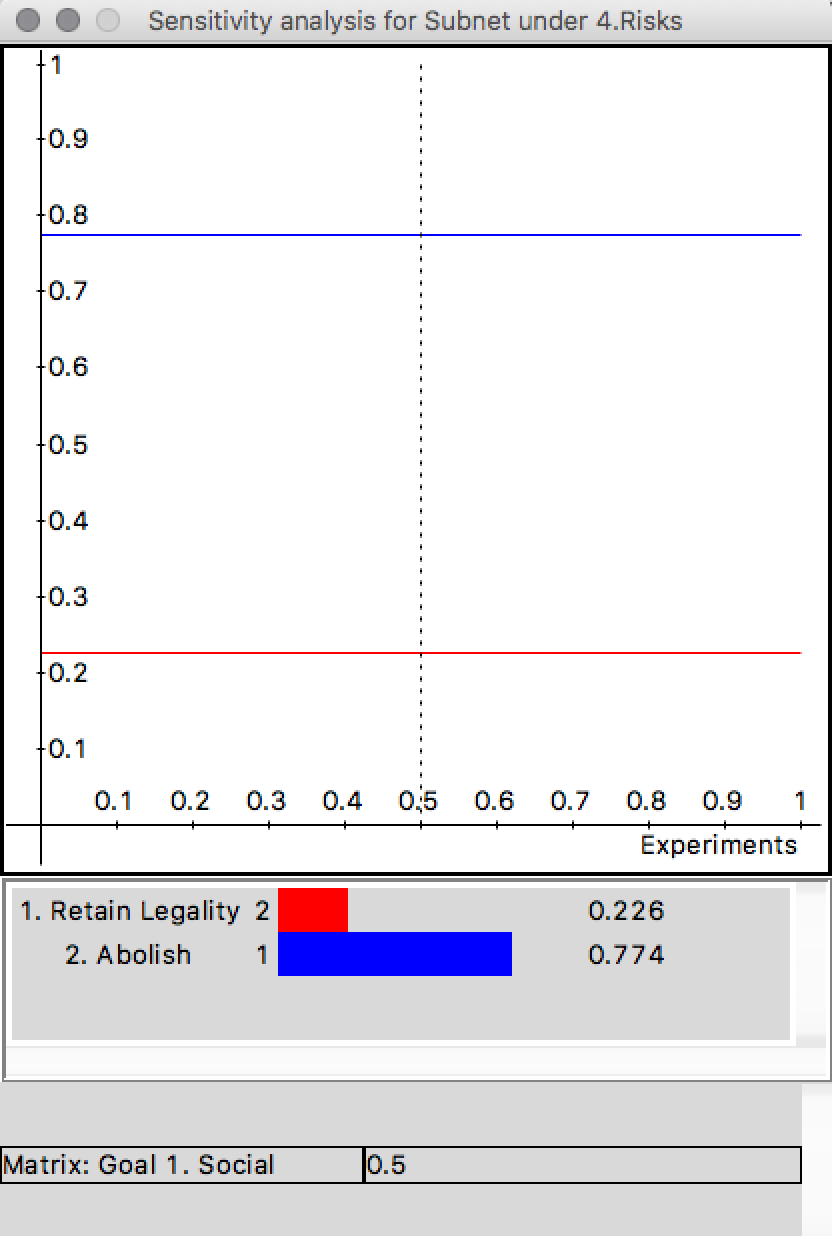 Sensitivity analysis for Subnet under 4.Risks
1
0.9
0.8
0.7
0.6
0.5
0.4
0.3
0.2
0.1
0.1 0.2 0.3 0.4 0.5 0.6 0.7 0.8 0.9 1
Experiments
1. Retain Legality 2 0.226
2. Abolish 1 0.774
Matrix: Goal 1. Social 0.5